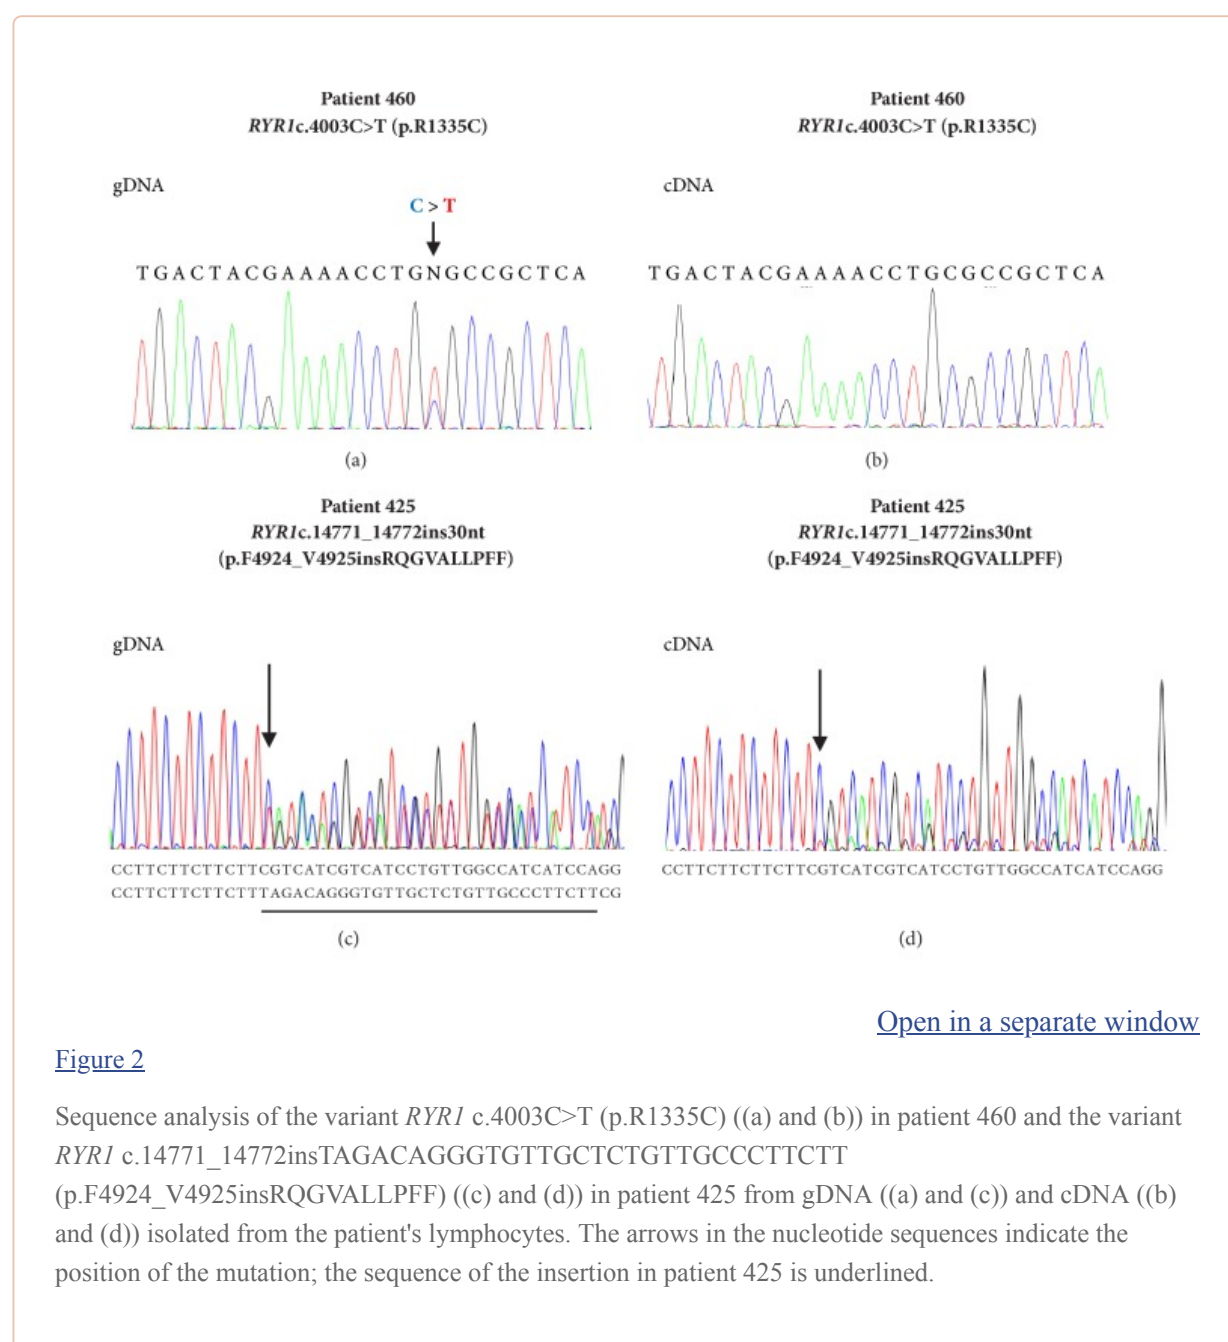 Patient 460
RYR1c.4003C>T (p.R1335C)
Patient 460
RYR1c.4003C>T (p.R1335C)
gDNA
C > T
TGACTACGAAAACCTGNGCCGCTCA
(a)
cDNA
TGACTACGAAAACCTGCGCCGCTCA
(b)
Patient 425
RYR1c.14771_14772ins30nt
(p.F4924_V4925insRQGVALLPFF)
Patient 425
RYR1c.14771_14772ins30nt
(p.F4924_V4925insRQGVALLPFF)
gDNA
CCTTCTTCTTCTTCGTCATCGTCATCCTGTTGGCCATCATCCAGG
CCTTCTTCTTCTTTAGACAGGGTGTTGCTCTGTTGCCCTTCTTCG
(c)
cDNA
CCTTCTTCTTCTTCGTCATCGTCATCCTGTTGGCCATCATCCAGG
(d)
Open in a separate window
Figure 2
Sequence analysis of the variant RYR1 c.4003C>T (p.R1335C) ((a) and (b)) in patient 460 and the variant
RYR1 c.14771_14772insTAGACAGGGTGTTGCTCTGTTGCCCTTCTT
(p.F4924_V4925insRQGVALLPFF) ((c) and (d)) in patient 425 from gDNA ((a) and (c)) and cDNA ((b)
and (d)) isolated from the patient's lymphocytes. The arrows in the nucleotide sequences indicate the
position of the mutation; the sequence of the insertion in patient 425 is underlined.